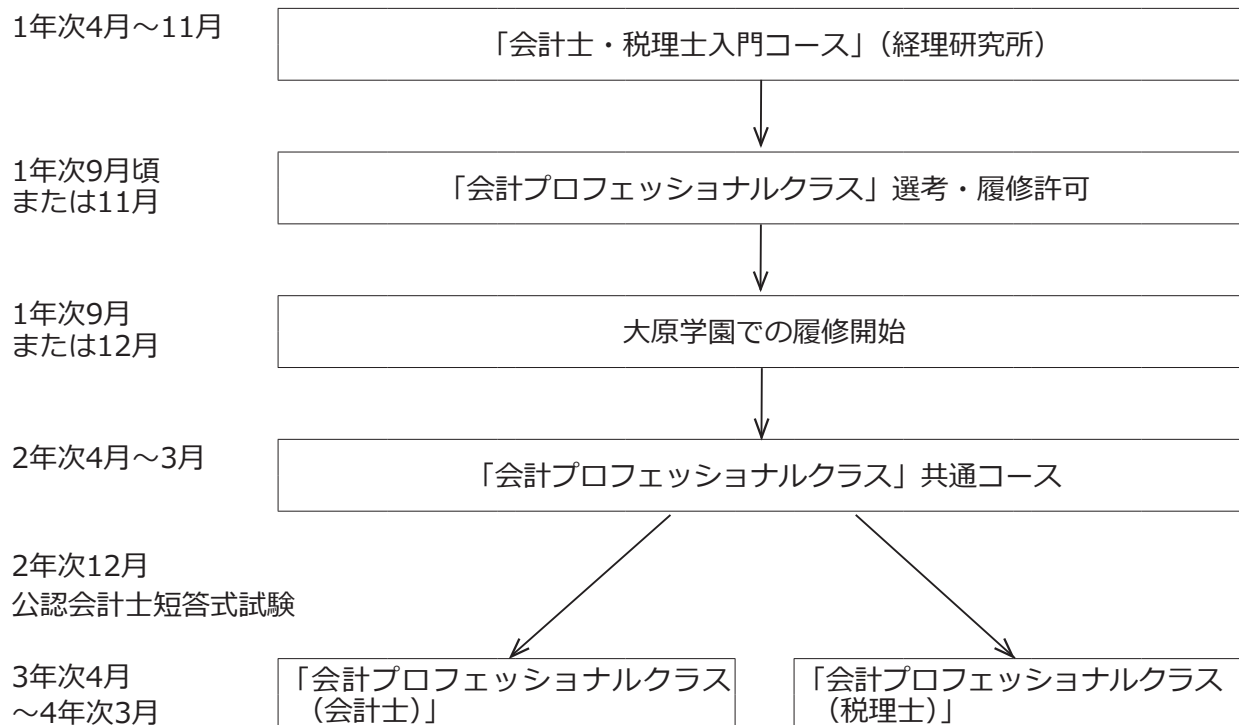 1年次4月～11月
「会計士・税理士入門コース」（経理研究所）
1年次9月頃
または11月
「会計プロフェッショナルクラス」選考・履修許可
1年次9月
または12月
大原学園での履修開始
2年次4月～3月
「会計プロフェッショナルクラス」共通コース
2年次12月
公認会計士短答式試験
3年次4月
～4年次3月
「会計プロフェッショナルクラス
（会計士）」
「会計プロフェッショナルクラス
（税理士）」